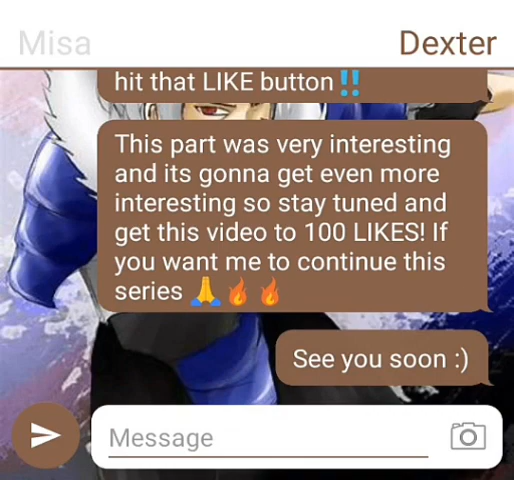 Misa Dexter
hit that LIKE button‼️
This part was very interesting
and its gonna get even more
interesting so stay tuned and
get this video to 100 LIKES! If
you want me to continue this
series 🙏🔥🔥
See you soon :)
Message